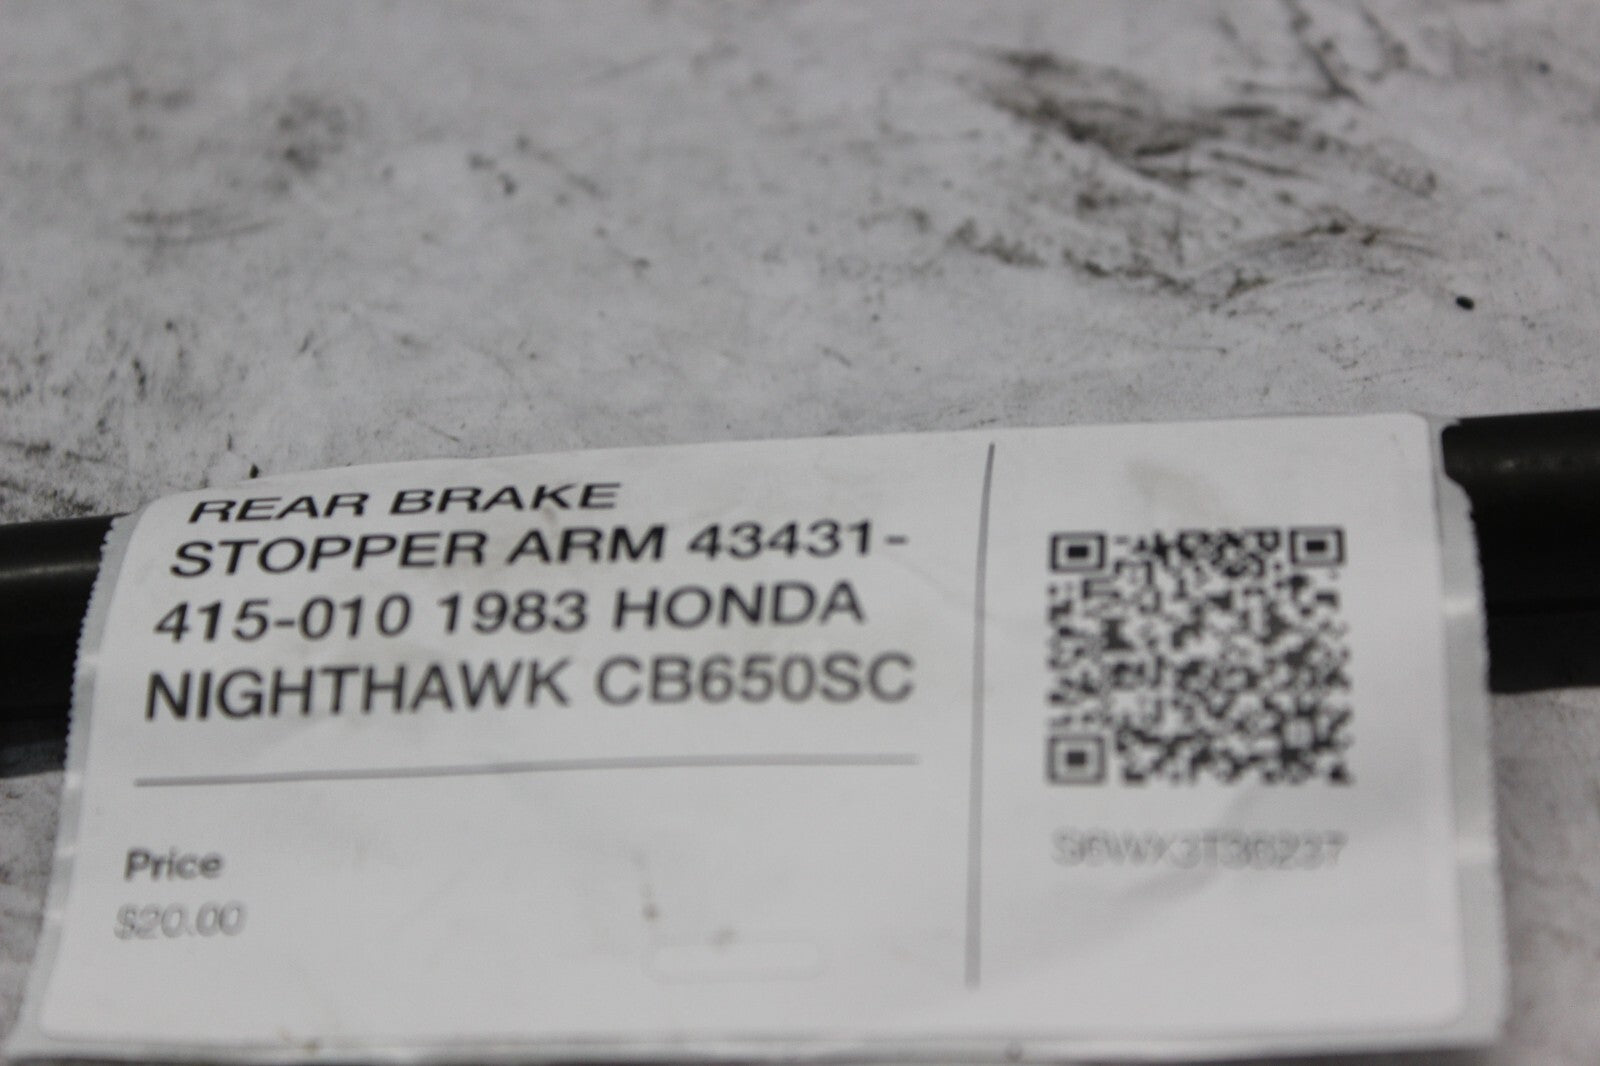 REAR BRAKE
STOPPER ARM 43431-
415-010 1983 HONDA
NIGHTHAWK CB650SC
Price
$20.00